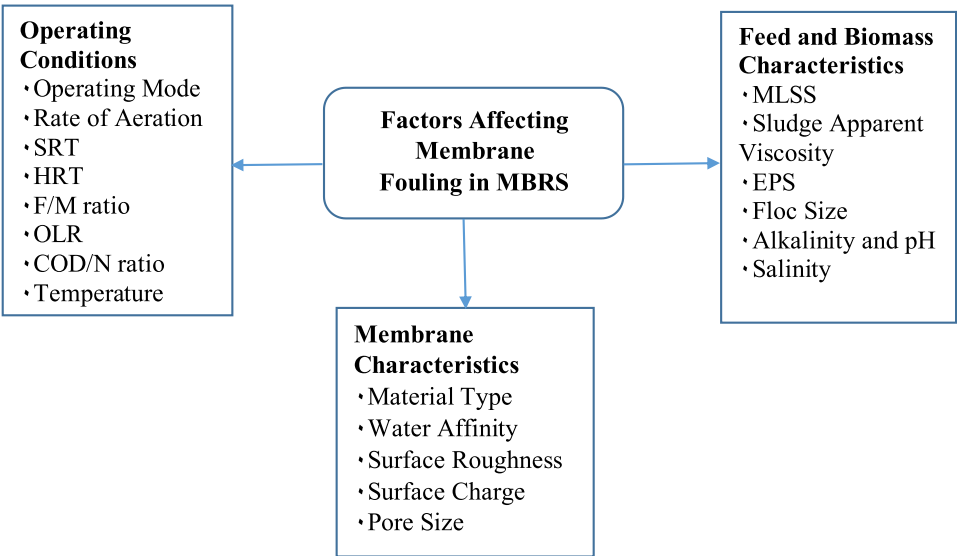 Operating
Conditions
· Operating Mode
· Rate of Aeration
· SRT
· HRT
· F/M ratio
· OLR
· COD/N ratio
· Temperature
Factors Affecting
Membrane
Fouling in MBRS
Feed and Biomass
Characteristics
· MLSS
· Sludge Apparent
Viscosity
· EPS
· Floc Size
· Alkalinity and pH
· Salinity
Membrane
Characteristics
· Material Type
· Water Affinity
· Surface Roughness
· Surface Charge
· Pore Size